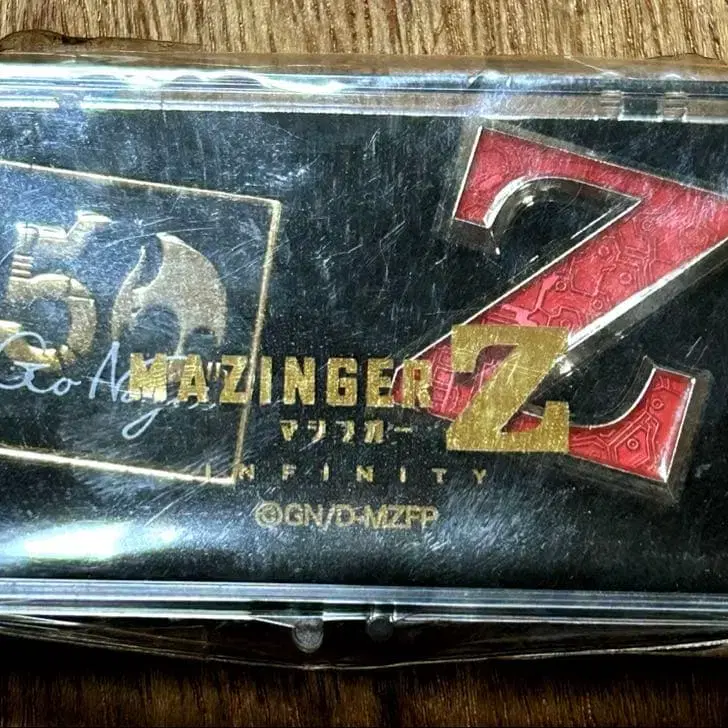 Z
50
Go Nagai
MAZINGER Z
マジンガー
INFINITY
©GN/D-MZFP